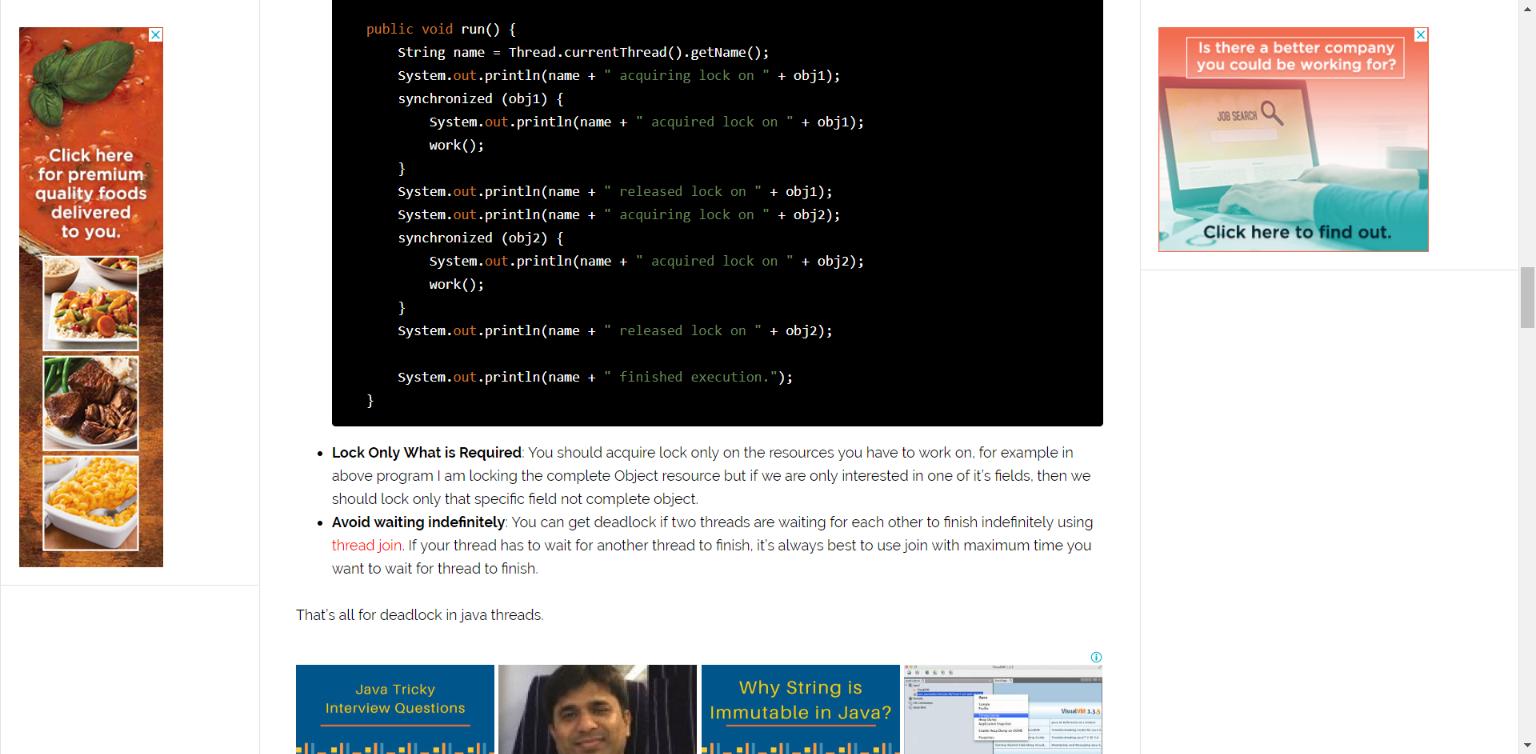 Click here
for premium
quality foods
delivered
to you.
public void run() {
String name = Thread.currentThread().getName();
System.out.println(name + " acquiring lock on " + obj1);
synchronized (obj1) {
System.out.println(name + " acquired lock on " + obj1);
work();
}
System.out.println(name + " released lock on " + obj1);
System.out.println(name + " acquiring lock on " + obj2);
synchronized (obj2) {
System.out.println(name + " acquired lock on " + obj2);
work();
}
System.out.println(name + " released lock on " + obj2);
System.out.println(name + " finished execution.");
}
Lock Only What is Required: You should acquire lock only on the resources you have to work on, for example in
above program I am locking the complete Object resource but if we are only interested in one of it's fields, then we
should lock only that specific field not complete object.
Avoid waiting indefinitely: You can get deadlock if two threads are waiting for each other to finish indefinitely using
thread join. If your thread has to wait for another thread to finish, it's always best to use join with maximum time you
want to wait for thread to finish.
That's all for deadlock in java threads.
Java Tricky
Interview Questions
Why String is
Immutable in Java?
VisualVM 1.3.5
Is there a better company
you could be working for?
JOB SEARCH
Click here to find out.